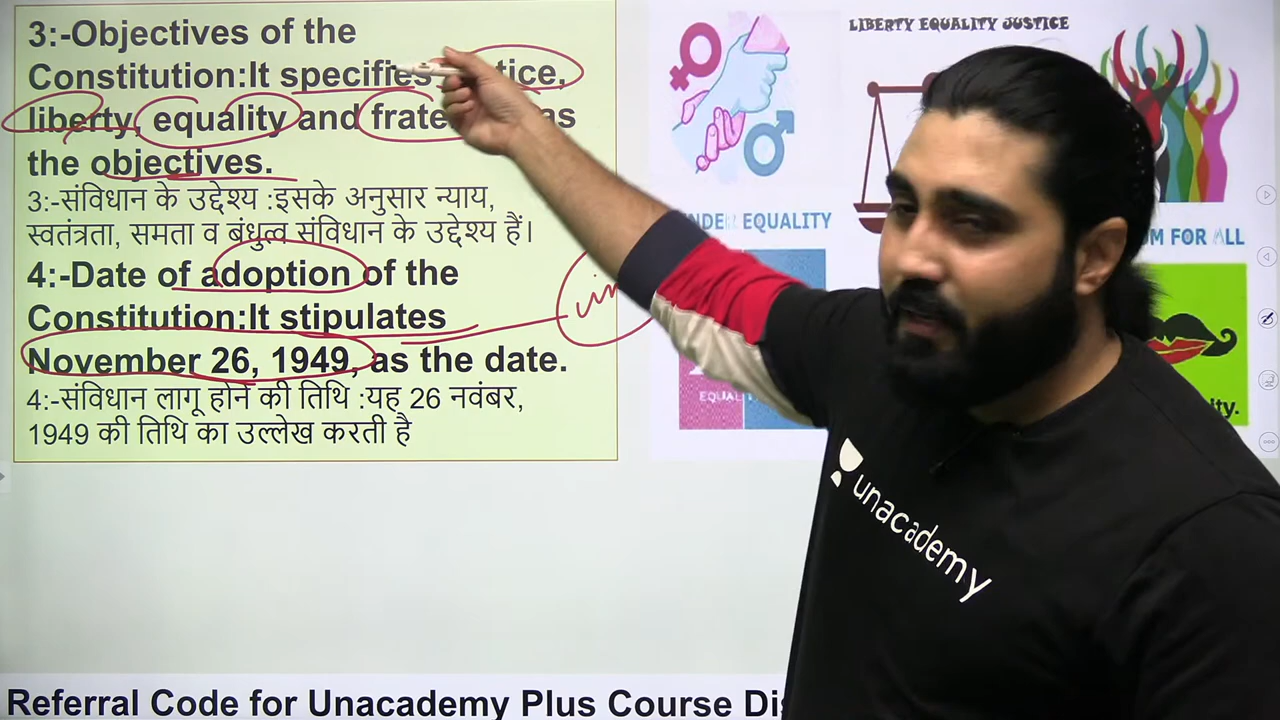 3:-Objectives of the
Constitution:It specifies
liberty, equality and as
the objectives.
3:-संविधान के उद्देश्य :इसके अनुसार न्याय,
स्वतंत्रता, समता व बंधुत्व संविधान के उद्देश्य हैं।
4:-Date of adoption of the
Constitution:It stipulates
November 26, 1949, as the date.
4:-संविधान लागू होने की तिथि :यह 26 नवंबर,
1949 की तिथि का उल्लेख करती है
LIBERTY EQUALITY JUSTICE
EQUALITY
FOR ALL
unacademy
Referral Code for Unacademy Plus Course